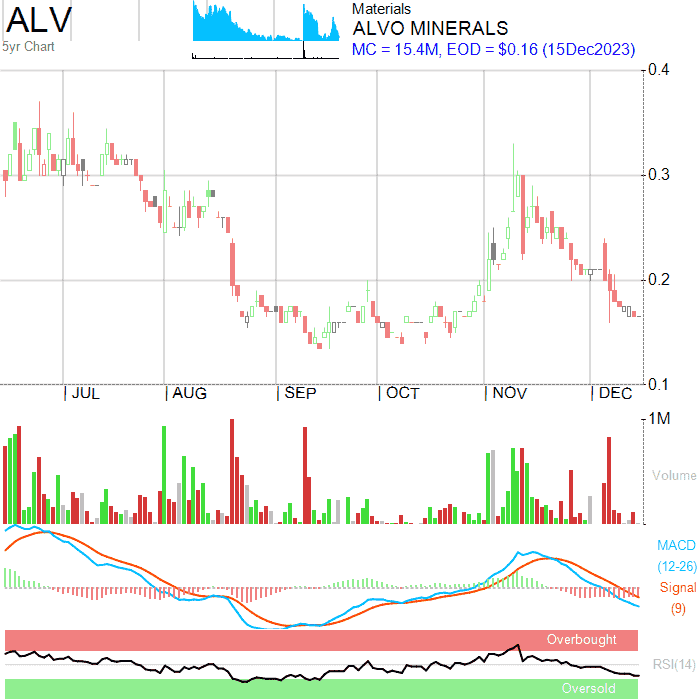 ALV
5yr Chart
Materials
ALVO MINERALS
MC = 15.4M, EOD = $0.16 (15Dec2023)
0.4
0.3
0.2
0.1
JUL AUG SEP OCT NOV DEC
1M
Volume
MACD
(12-26)
Signal
(9)
Overbought
RSI(14)
Oversold